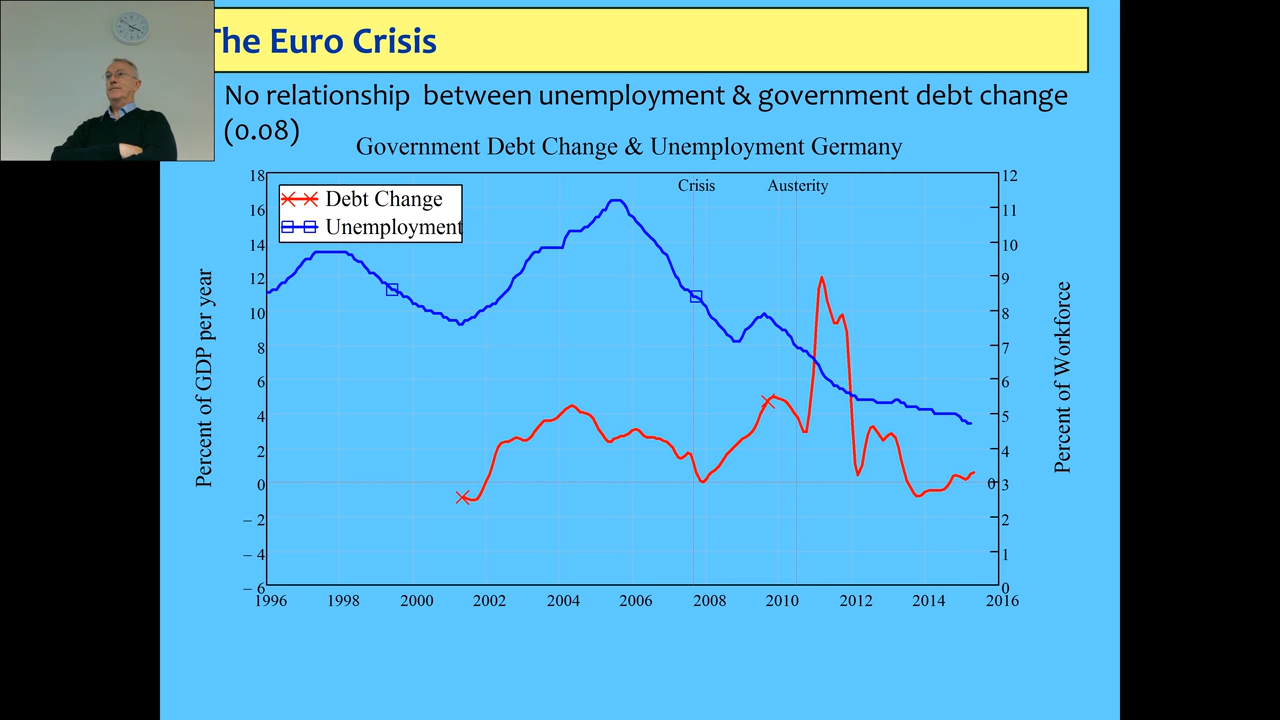 The Euro Crisis
No relationship between unemployment & government debt change
(0.08)
Government Debt Change & Unemployment Germany
Crisis
Austerity
Debt Change
Unemployment
Percent of GDP per year
18
16
14
12
10
8
6
4
2
0
– 2
– 4
– 6
12
11
10
9
8
7
6
5
4
3
2
1
0
0
Percent of Workforce
1996 1998 2000 2002 2004 2006 2008 2010 2012 2014 2016